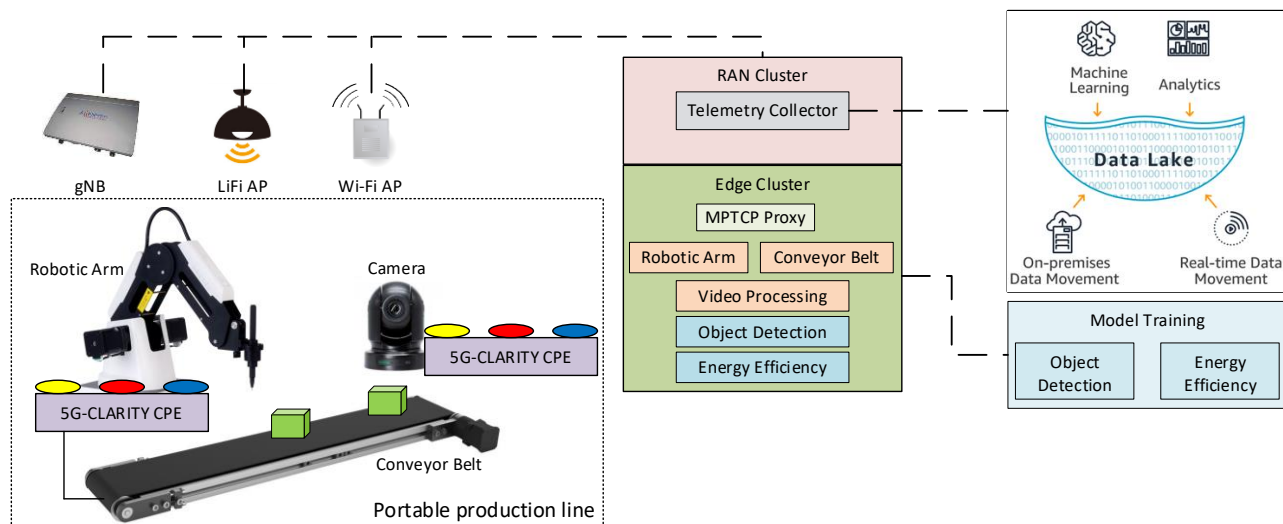 gNB
LiFi AP
Wi-Fi AP
Robotic Arm
Camera
5G-CLARITY CPE
5G-CLARITY CPE
Conveyor Belt
Portable production line
RAN Cluster
Telemetry Collector
Edge Cluster
MPTCP Proxy
Robotic Arm
Conveyor Belt
Video Processing
Object Detection
Energy Efficiency
Machine
Learning
Analytics
Data Lake
On-premises
Data Movement
Real-time Data
Movement
Model Training
Object
Detection
Energy
Efficiency